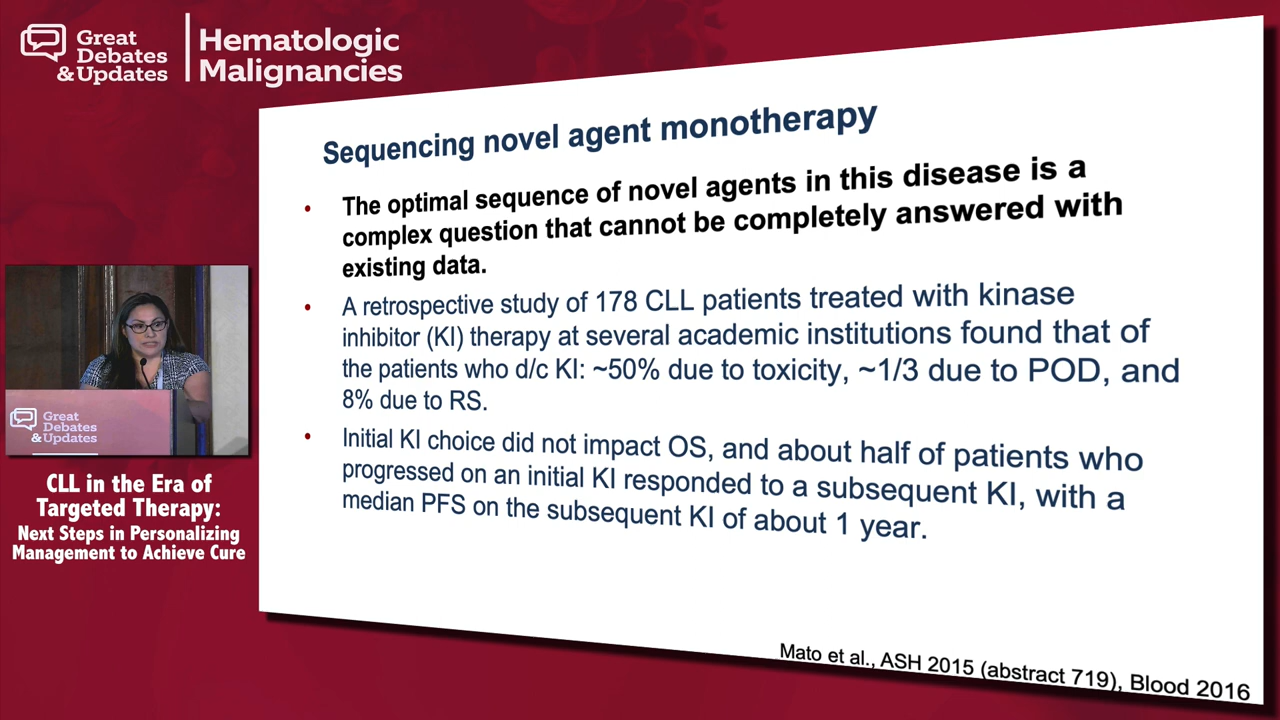 Great
Debates
& Updates
Hematologic
Malignancies
Sequencing novel agent monotherapy
• The optimal sequence of novel agents in this disease is a
complex question that cannot be completely answered with
existing data.
• A retrospective study of 178 CLL patients treated with kinase
inhibitor (KI) therapy at several academic institutions found that of
the patients who d/c KI: ~50% due to toxicity, ~1/3 due to POD, and
8% due to RS.
• Initial KI choice did not impact OS, and about half of patients who
progressed on an initial KI responded to a subsequent KI, with a
median PFS on the subsequent KI of about 1 year.
Mato et al., ASH 2015 (abstract 719), Blood 2016
Great
Debates
& Updates
CLL in the Era of
Targeted Therapy:
Next Steps in Personalizing
Management to Achieve Cure